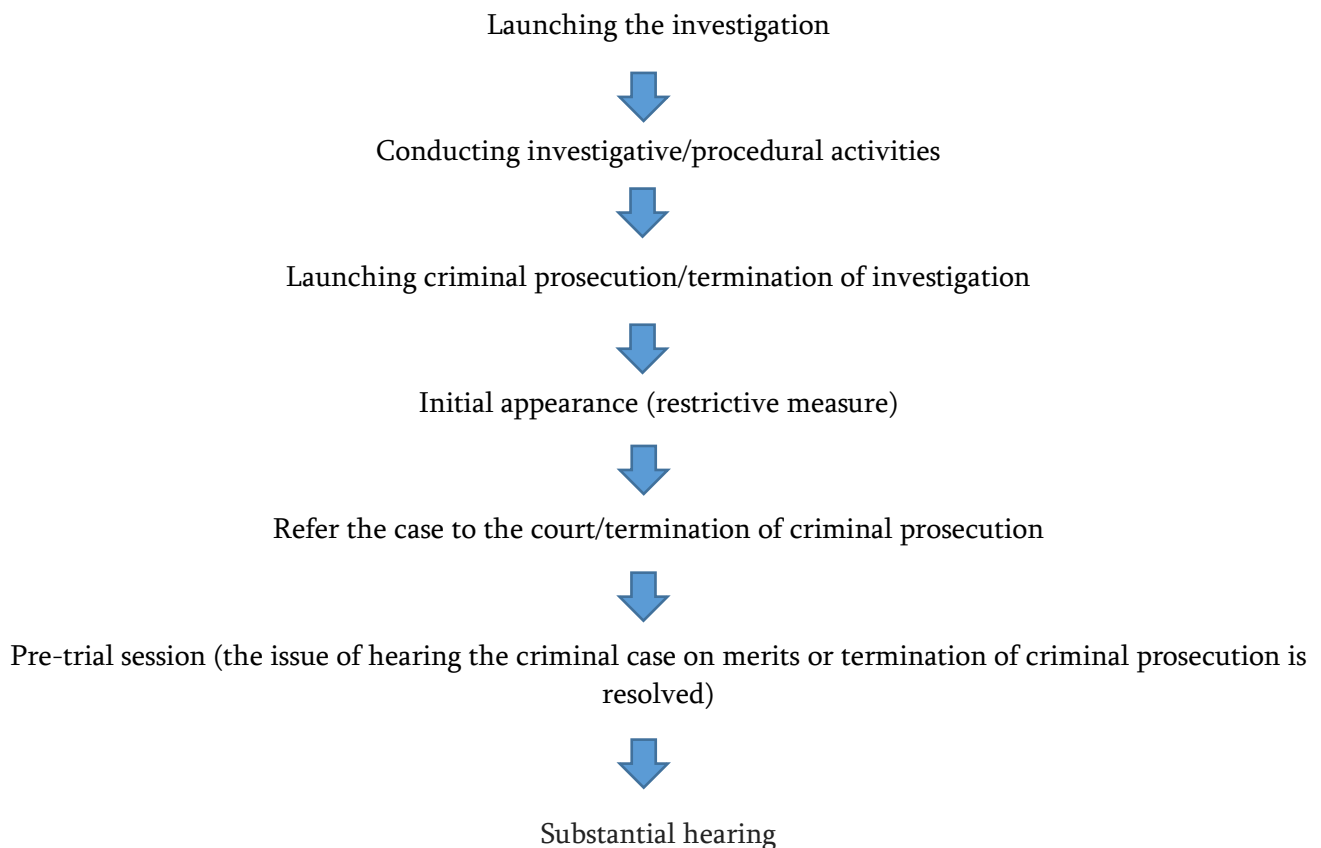 Launching the investigation
Conducting investigative/procedural activities
Launching criminal prosecution/termination of investigation
Initial appearance (restrictive measure)
Refer the case to the court/termination of criminal prosecution
Pre-trial session (the issue of hearing the criminal case on merits or termination of criminal prosecution is
resolved)
Substantial hearing